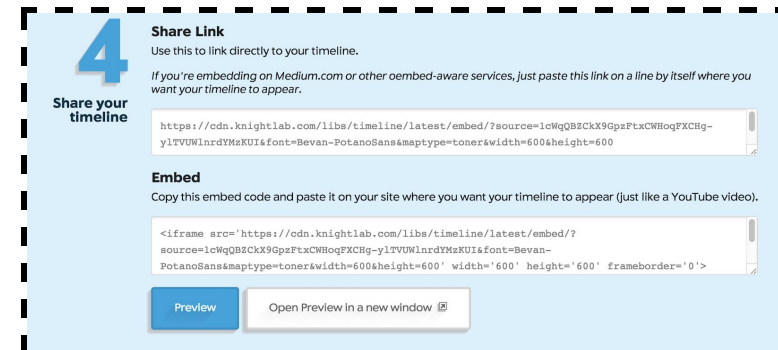 4
Share your
timeline
Share Link
Use this to link directly to your timeline.
If you're embedding on Medium.com or other oembed-aware services, just paste this link on a line by itself where you
want your timeline to appear.
https://cdn.knightlab.com/libs/timeline/latest/embed/?source=1cWqQBZCkX9GpzFtxCWHoqFXCHg-
ylTVUWlnrdYMzKUI&font=Bevan-PotanoSans&maptype=toner&width=600&height=600
Embed
Copy this embed code and paste it on your site where you want your timeline to appear (just like a YouTube video).
<iframe src='https://cdn.knightlab.com/libs/timeline/latest/embed/?
source=1cWqQBZCkX9GpzFtxCWHoqFXCHg-ylTVUWlnrdYMzKUI&font=Bevan-
PotanoSans&maptype=toner&width=600&height=600' width='600' height='600' frameborder='0'>
Preview
Open Preview in a new window